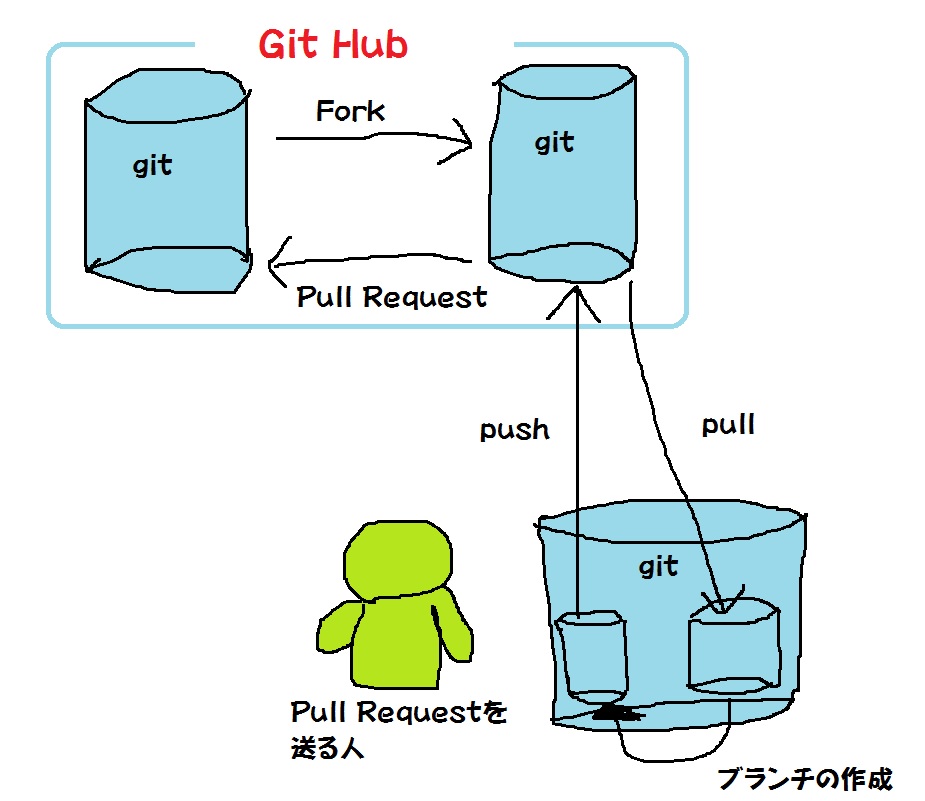 Git Hub
Fork
git
git
Pull Request
push
pull
git
Pull Requestを
送る人
ブランチの作成